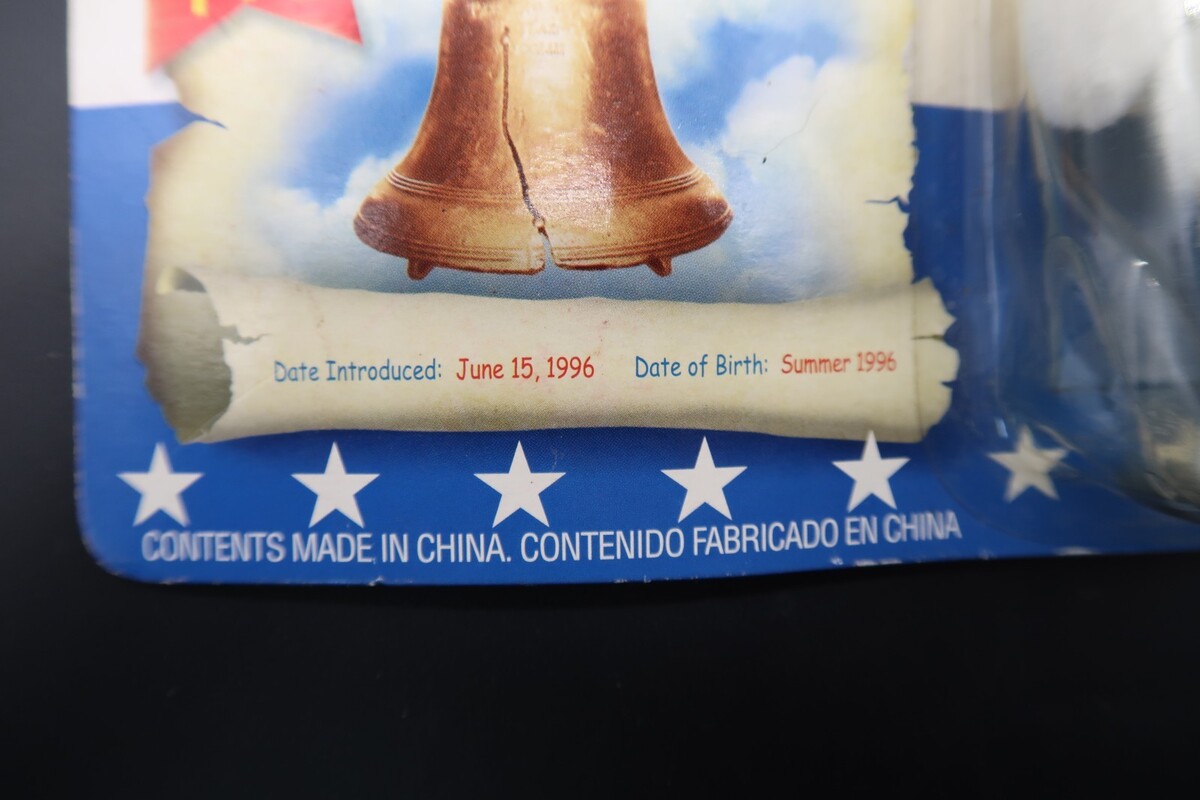 Date Introduced: June 15, 1996 Date of Birth: Summer 1996
CONTENTS MADE IN CHINA. CONTENIDO FABRICADO EN CHINA